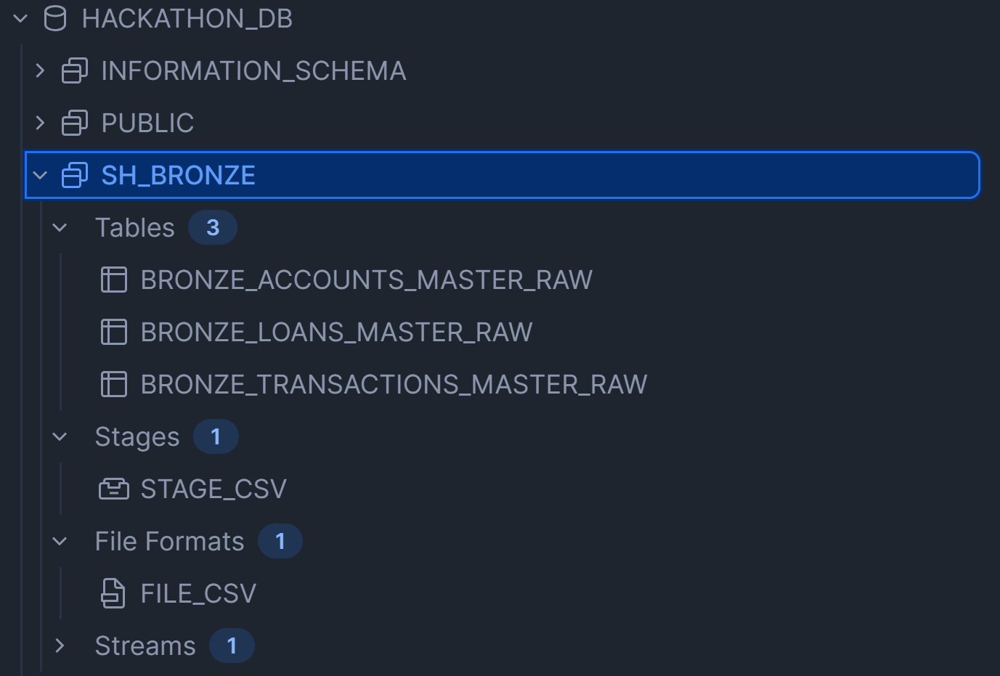 HACKATHON_DB
INFORMATION_SCHEMA
PUBLIC
SH_BRONZE
Tables 3
BRONZE_ACCOUNTS_MASTER_RAW
BRONZE_LOANS_MASTER_RAW
BRONZE_TRANSACTIONS_MASTER_RAW
Stages 1
STAGE_CSV
File Formats 1
FILE_CSV
Streams 1